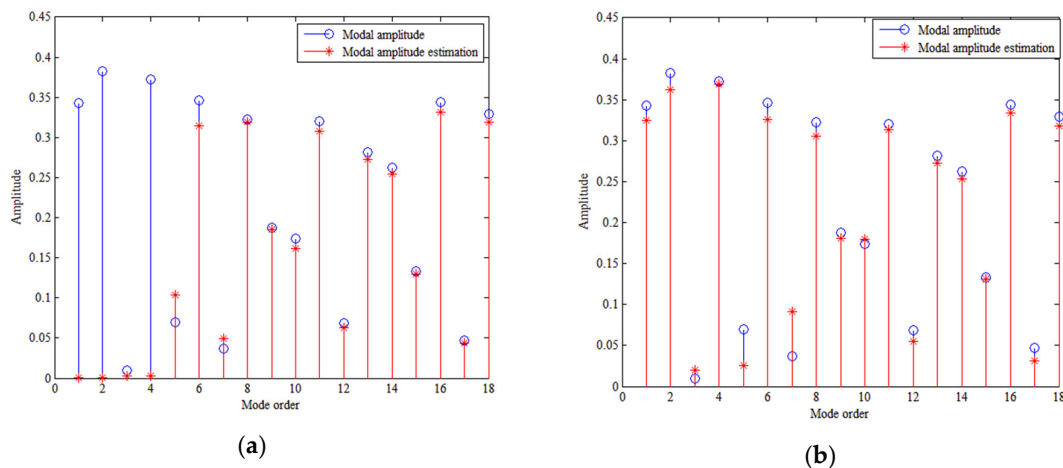 0.45
0.4
0.35
0.3
0.25
0.2
0.15
0.1
0.05
0
Amplitude
Modal amplitude
Modal amplitude estimation
0 2 4 6 8 10 12 14 16 18
Mode order
(a)
0.45
0.4
0.35
0.3
0.25
0.2
0.15
0.1
0.05
0
Amplitude
Modal amplitude
Modal amplitude estimation
0 2 4 6 8 10 12 14 16 18
Mode order
(b)